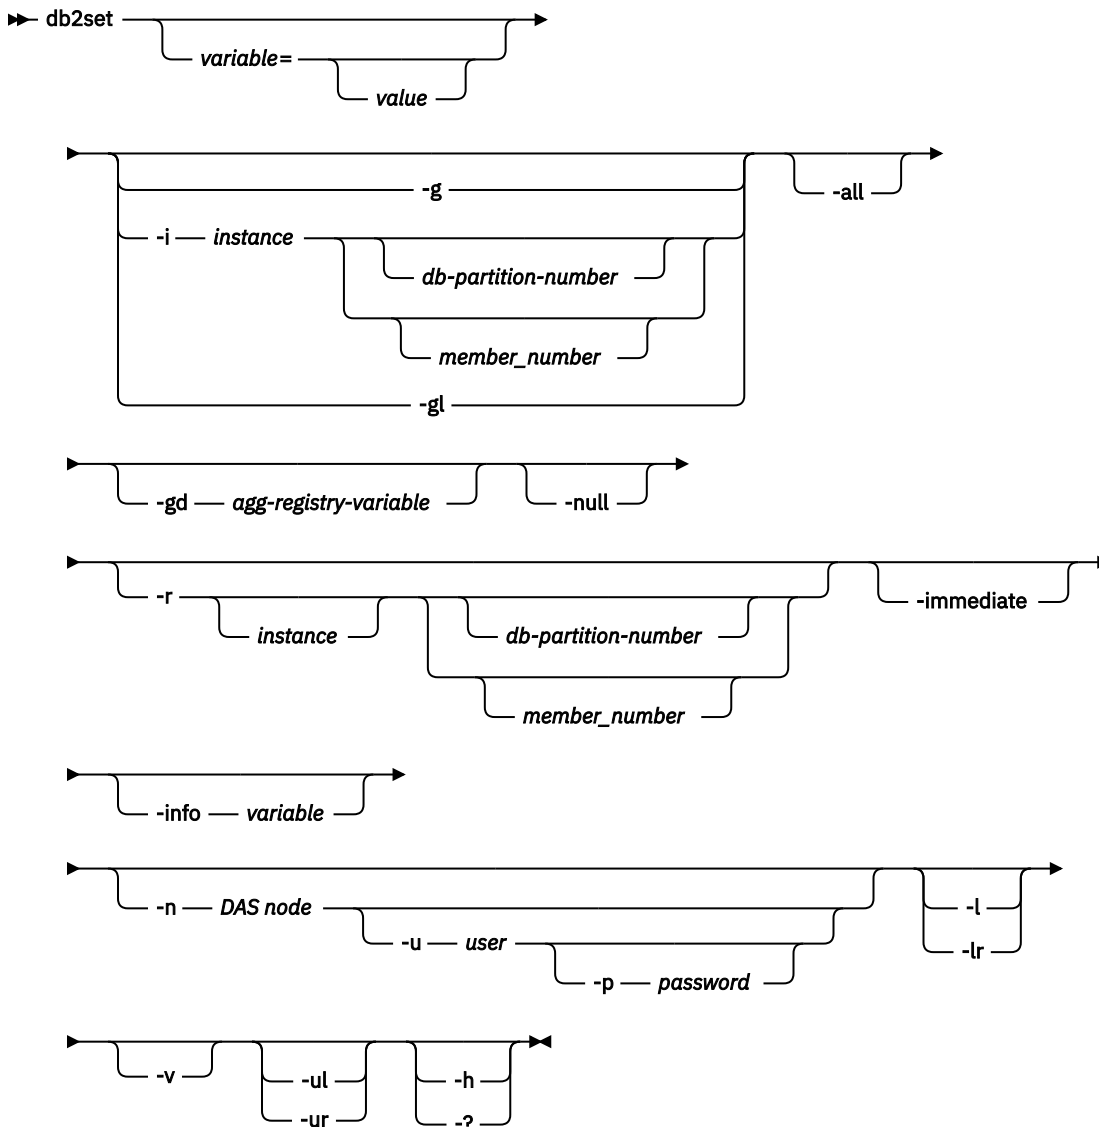 db2set
variable=
value
-g
-all
-i instance
db-partition-number
member_number
-gl
-gd agg-registry-variable -null
-r
-immediate
instance db-partition-number
member_number
-info variable
-n DAS node -l
-u user
-lr
-p password
-v -ul -h
-ur -?